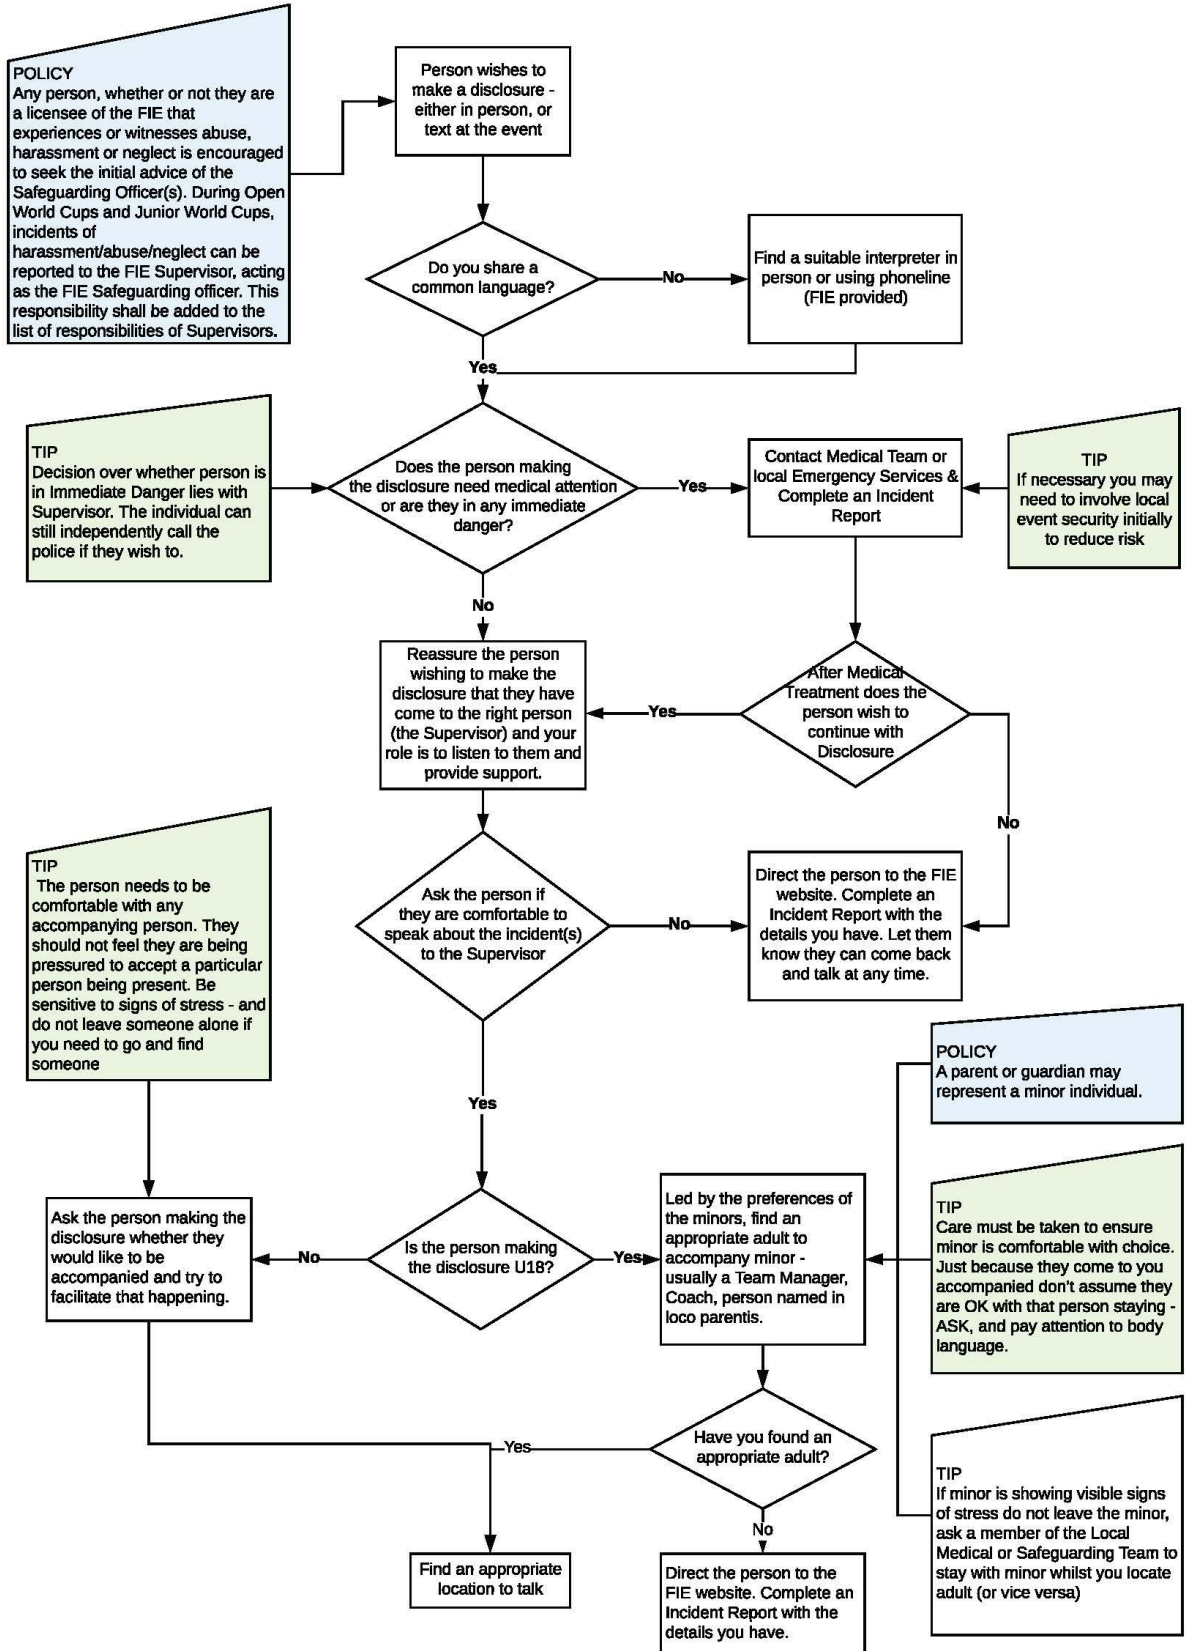 POLICY
Any person, whether or not they are
a licensee of the FIE that
experiences or witnesses abuse,
harassment or neglect is encouraged
to seek the initial advice of the
Safeguarding Officer(s). During Open
World Cups and Junior World Cups,
incidents of
harassment/abuse/neglect can be
reported to the FIE Supervisor, acting
as the FIE Safeguarding officer. This
responsibility shall be added to the
list of responsibilities of Supervisors.
Person wishes to
make a disclosure -
either in person, or
text at the event
Do you share a
common language?
No
Find a suitable interpreter in
person or using phoneline
(FIE provided)
Yes
TIP
Decision over whether person is
in Immediate Danger lies with
Supervisor. The individual can
still independently call the
police if they wish to.
Does the person making
the disclosure need medical attention
or are they in any immediate
danger?
Yes
Contact Medical Team or
local Emergency Services &
Complete an Incident
Report
TIP
If necessary you may
need to involve local
event security initially
to reduce risk
No
Reassure the person
wishing to make the
disclosure that they have
come to the right person
(the Supervisor) and your
role is to listen to them and
provide support.
Yes
After Medical
Treatment does the
person wish to
continue with
Disclosure
No
TIP
The person needs to be
comfortable with any
accompanying person. They
should not feel they are being
pressured to accept a particular
person being present. Be
sensitive to signs of stress - and
do not leave someone alone if
you need to go and find
someone
Ask the person if
they are comfortable to
speak about the incident(s)
to the Supervisor
No
Direct the person to the FIE
website. Complete an
Incident Report with the
details you have. Let them
know they can come back
and talk at any time.
Yes
POLICY
A parent or guardian may
represent a minor individual.
Ask the person making the
disclosure whether they
would like to be
accompanied and try to
facilitate that happening.
No
Is the person making
the disclosure U18?
Yes
Led by the preferences of
the minors, find an
appropriate adult to
accompany minor -
usually a Team Manager,
Coach, person named in
loco parentis.
TIP
Care must be taken to ensure
minor is comfortable with choice.
Just because they come to you
accompanied don't assume they
are OK with that person staying -
ASK, and pay attention to body
language.
Yes
Have you found an
appropriate adult?
No
TIP
If minor is showing visible signs
of stress do not leave the minor,
ask a member of the Local
Medical or Safeguarding Team to
stay with minor whilst you locate
adult (or vice versa)
Find an appropriate
location to talk
Direct the person to the
FIE website. Complete an
Incident Report with the
details you have.